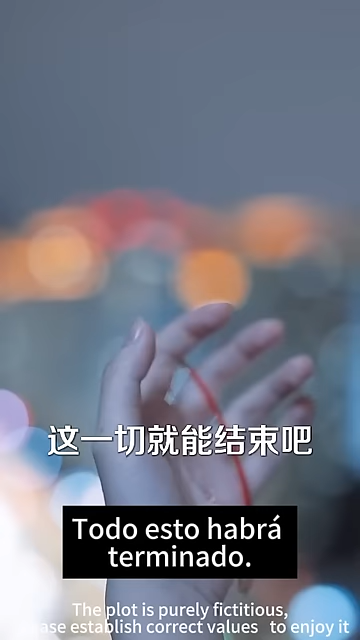 这一切就能结束吧
Todo esto habrá
terminado.
The plot is purely fictitious,
establish correct values to enjoy it